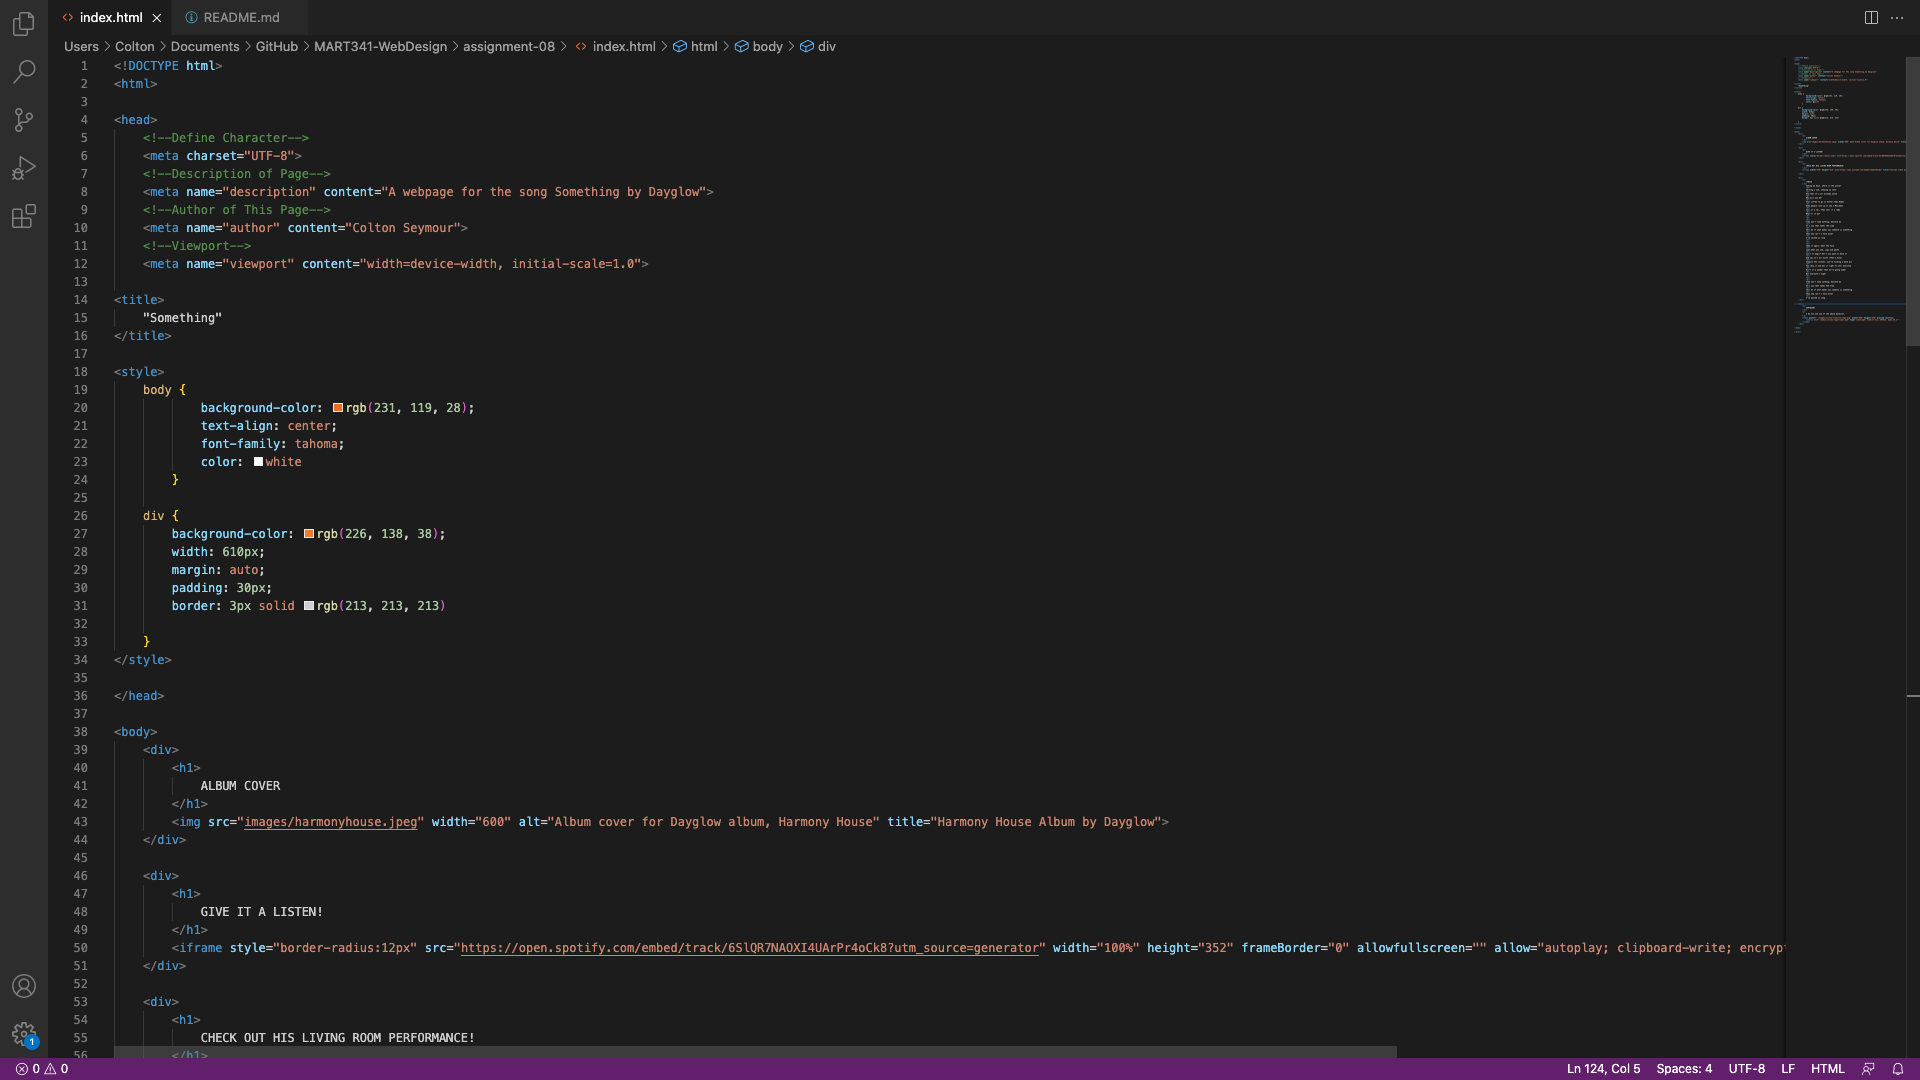 index.html
README.md
Users > Colton > Documents > GitHub > MART341-WebDesign > assignment-08 > index.html > html > body > div
1 <!DOCTYPE html>
2 <html>
3
4 <head>
5 <!--Define Character-->
6 <meta charset="UTF-8">
7 <!--Description of Page-->
8 <meta name="description" content="A webpage for the song Something by Dayglow">
9 <!--Author of This Page-->
10 <meta name="author" content="Colton Seymour">
11 <!--Viewport-->
12 <meta name="viewport" content="width=device-width, initial-scale=1.0">
13
14 <title>
15 "Something"
16 </title>
17
18 <style>
19 body {
20 background-color: rgb(231, 119, 28);
21 text-align: center;
22 font-family: tahoma;
23 color: white
24 }
25
26 div {
27 background-color: rgb(226, 138, 38);
28 width: 610px;
29 margin: auto;
30 padding: 30px;
31 border: 3px solid rgb(213, 213, 213)
32
33 }
34 </style>
35
36 </head>
37
38 <body>
39 <div>
40 <h1>
41 ALBUM COVER
42 </h1>
43 <img src="images/harmonyhouse.jpeg" width="600" alt="Album cover for Dayglow album, Harmony House" title="Harmony House Album by Dayglow">
44 </div>
45
46 <div>
47 <h1>
48 GIVE IT A LISTEN!
49 </h1>
50 <iframe style="border-radius:12px" src="https://open.spotify.com/embed/track/6SlQR7NAOXI4UArPr4oCk8?utm_source=generator" width="100%" height="352" frameBorder="0" allowfullscreen="" allow="autoplay; clipboard-write; encryp
51 </div>
52
53 <div>
54 <h1>
55 CHECK OUT HIS LIVING ROOM PERFORMANCE!
56 </h1>
1
0 0
Ln 124, Col 5 Spaces: 4 UTF-8 LF HTML